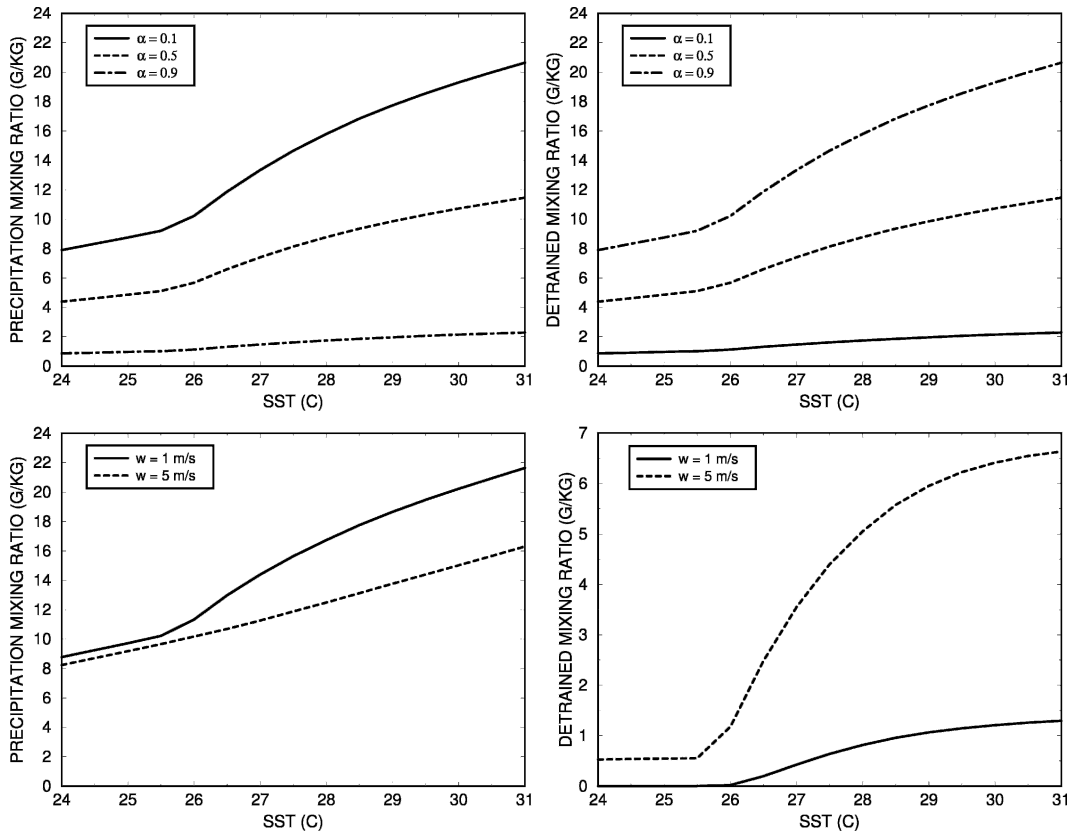 PRECIPITATION MIXING RATIO (G/KG)
24
22
20
18
16
14
12
10
8
6
4
2
0
α = 0.1
α = 0.5
α = 0.9
24 25 26 27 28 29 30 31
SST (C)
DETRAINED MIXING RATIO (G/KG)
24
22
20
18
16
14
12
10
8
6
4
2
0
α = 0.1
α = 0.5
α = 0.9
24 25 26 27 28 29 30 31
SST (C)
PRECIPITATION MIXING RATIO (G/KG)
24
22
20
18
16
14
12
10
8
6
4
2
0
w = 1 m/s
w = 5 m/s
24 25 26 27 28 29 30 31
SST (C)
DETRAINED MIXING RATIO (G/KG)
7
6
5
4
3
2
1
0
w = 1 m/s
w = 5 m/s
24 25 26 27 28 29 30 31
SST (C)